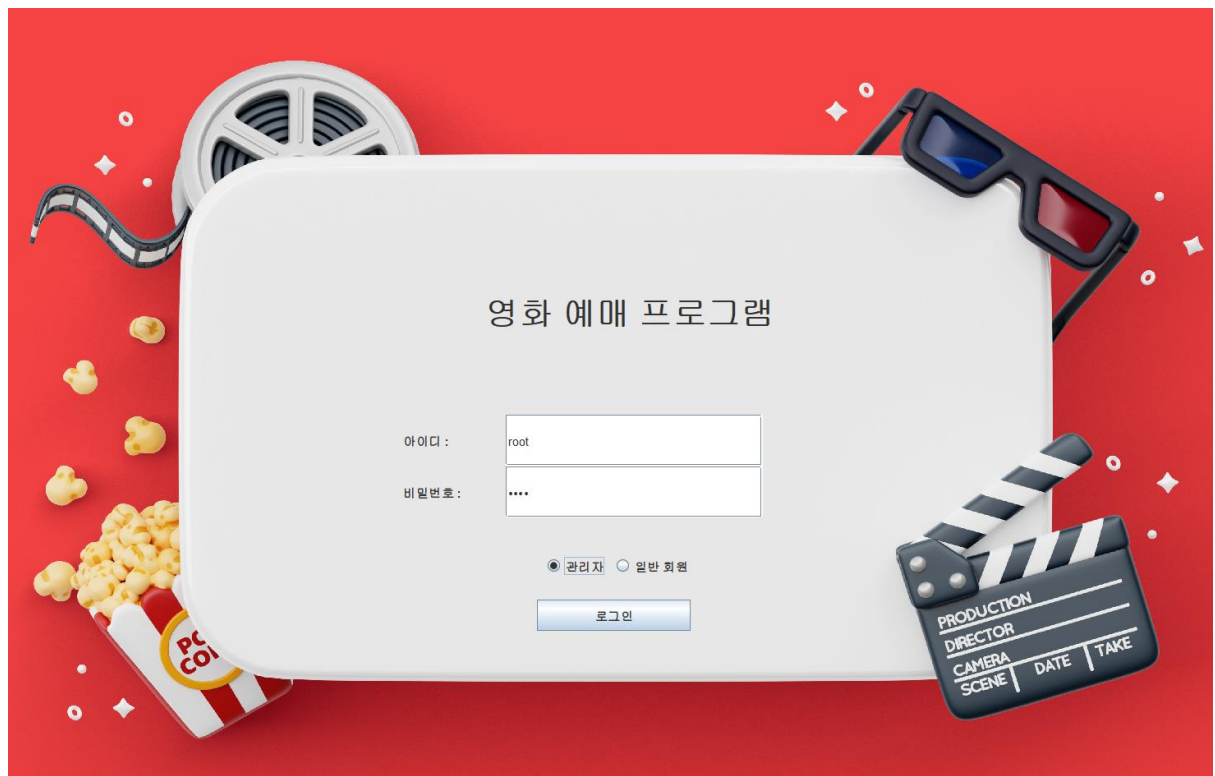 영화 예매 프로그램
아이디 :
root
비밀번호 :
••••
관리자 일반 회원
로그인
PRODUCTION
DIRECTOR
CAMERA
SCENE DATE TAKE